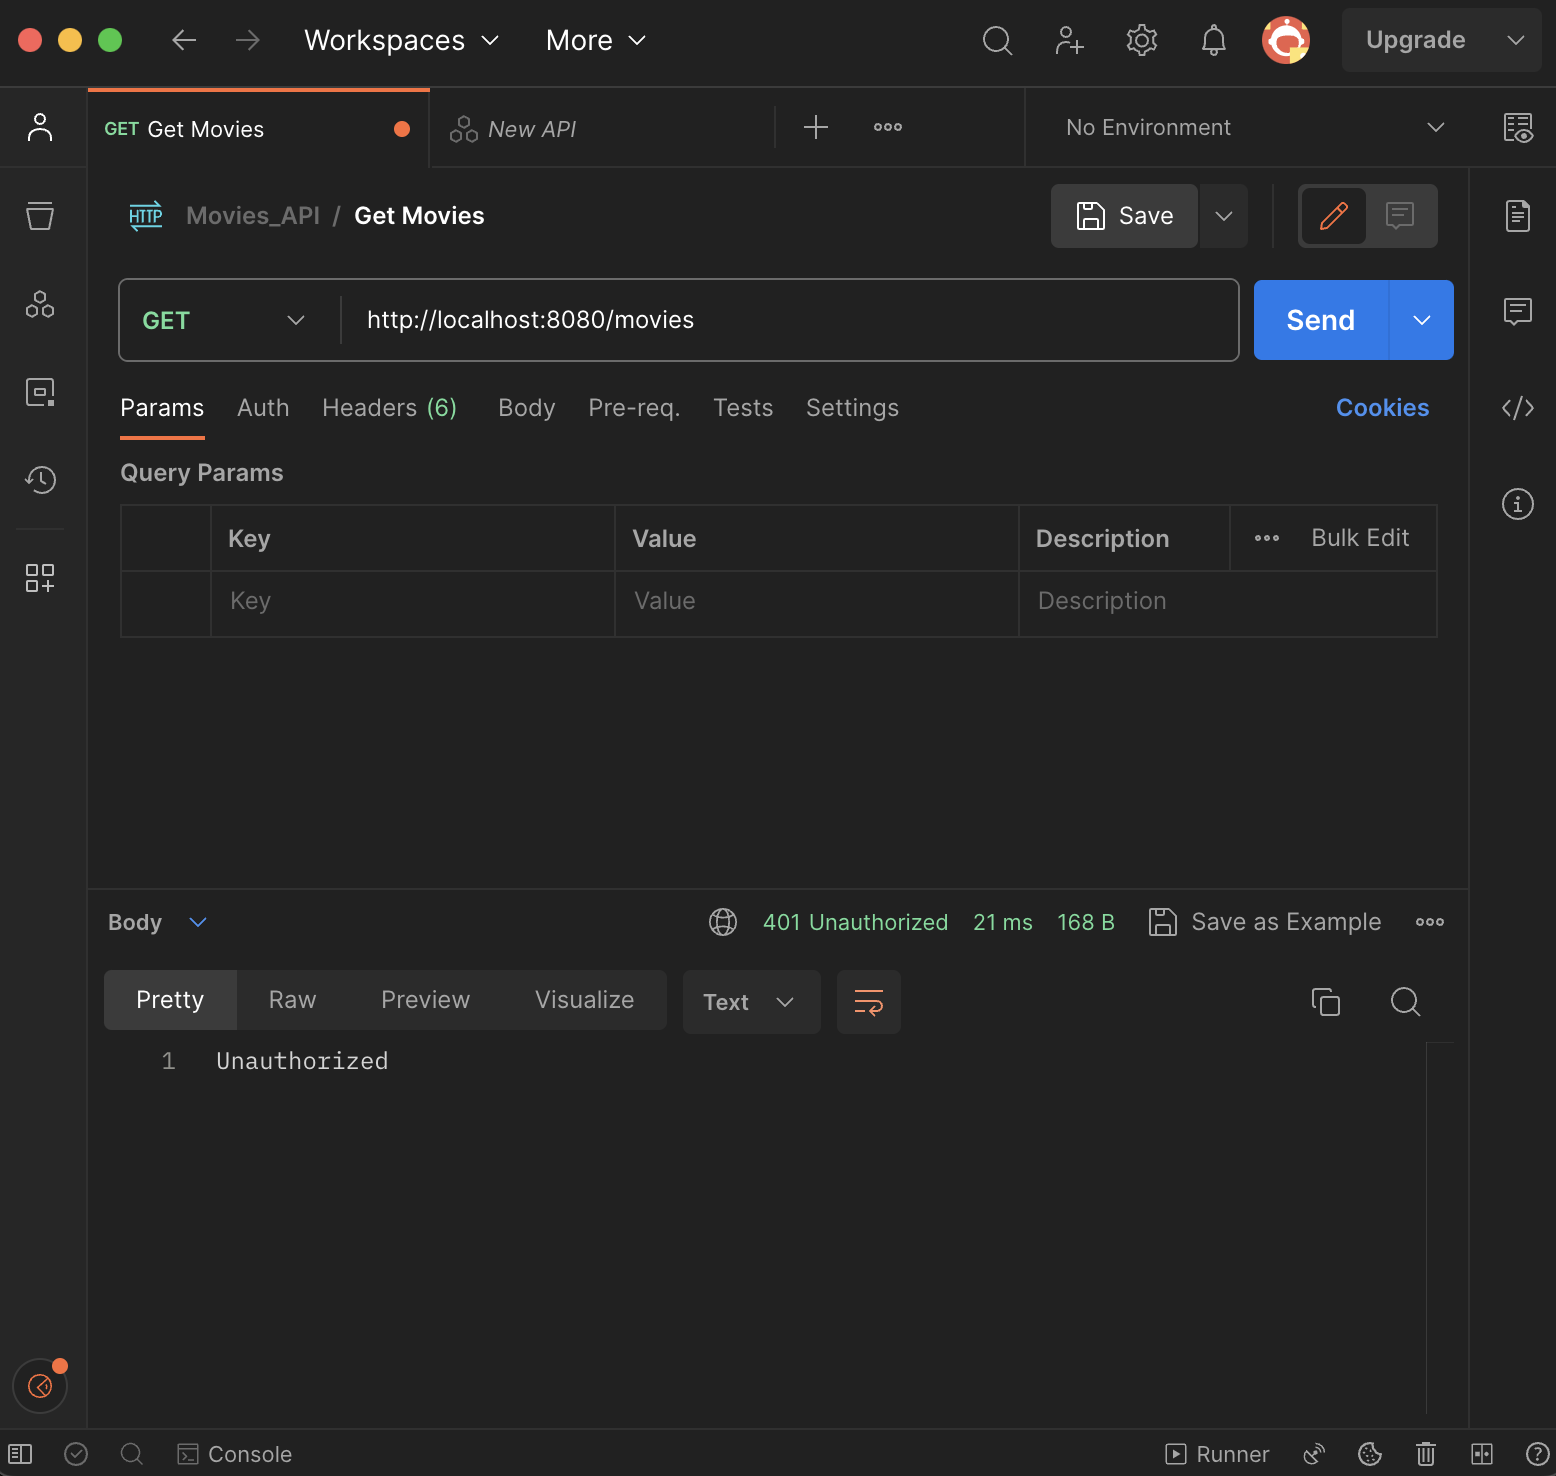 Workspaces More Upgrade
GET Get Movies New API No Environment
HTTP Movies_API / Get Movies Save
GET http://localhost:8080/movies Send
Params Auth Headers (6) Body Pre-req. Tests Settings Cookies
Query Params
Key Value Description Bulk Edit
Key Value Description
Body 401 Unauthorized 21 ms 168 B Save as Example
Pretty Raw Preview Visualize Text
1 Unauthorized
Console Runner